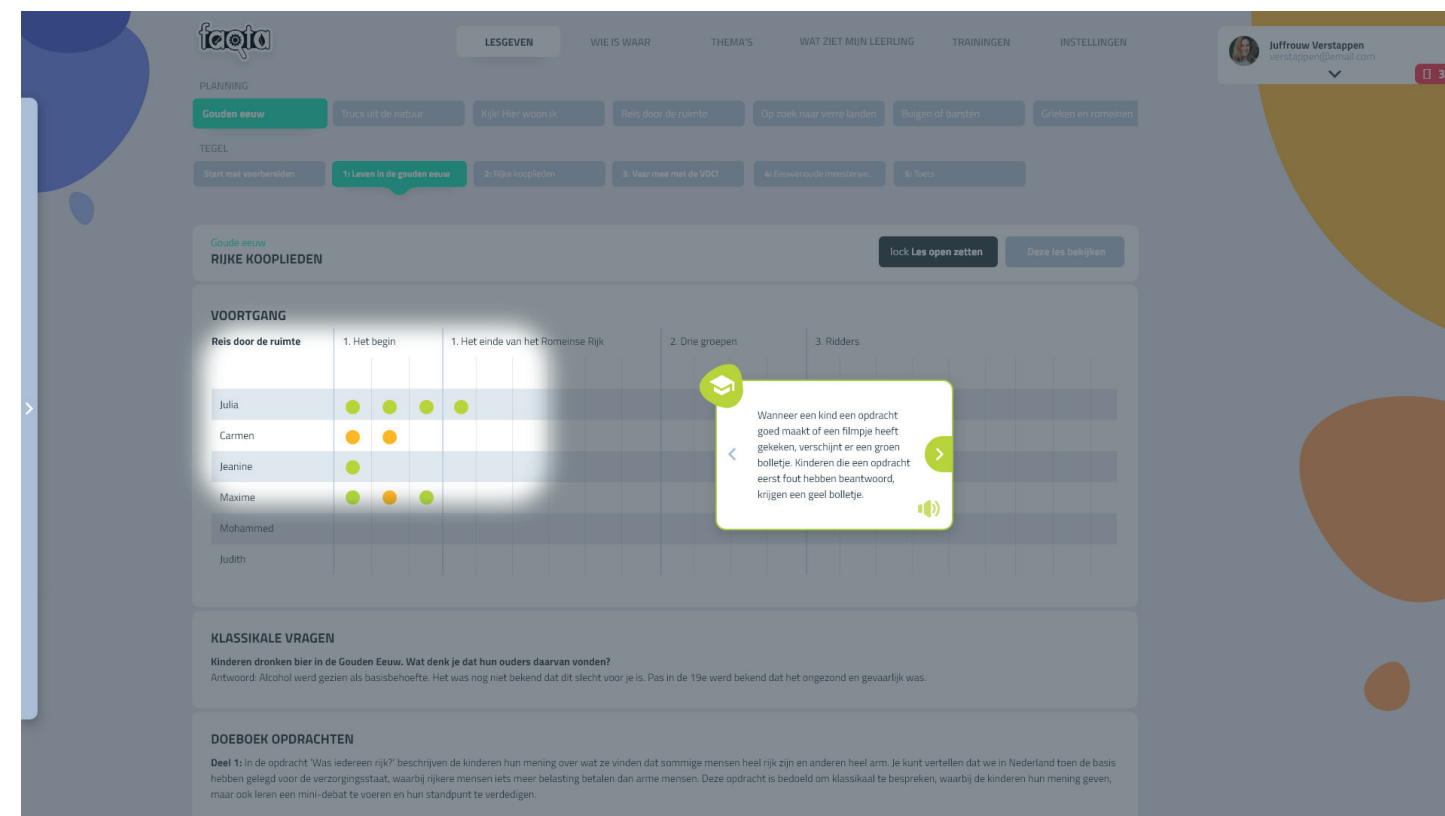 faqta
LESGEVEN
WIE IS WAAR
THEMA'S
WAT ZIET MIJN LEERLING
TRAININGEN
INSTELLINGEN
Juffrouw Verstappen
verstappen@email.com
3
PLANNING
Gouden eeuw
Trucs uit de natuur
Kijk! Hier woon ik
Reis door de ruimte
Op zoek naar verre landen
Buigen of barsten
Grieken en romeinen
TEGEL
Start met voorbereiden
1: Leven in de gouden eeuw
2: Rijke kooplieden
3. Vaar mee met de VOC!
4: Eeuwenoude meesterwe...
5: Toets
Goude eeuw
RIJKE KOOPLIEDEN
lock Les open zetten
Deze les bekijken
VOORTGANG
Reis door de ruimte
1. Het begin
1. Het einde van het Romeinse Rijk
2. Drie groepen
3. Ridders
Julia
Carmen
Jeanine
Maxime
Mohammed
Judith
Wanneer een kind een opdracht
goed maakt of een filmpje heeft
gekeken, verschijnt er een groen
bolletje. Kinderen die een opdracht
eerst fout hebben beantwoord,
krijgen een geel bolletje.
KLASSIKALE VRAGEN
Kinderen dronken bier in de Gouden Eeuw. Wat denk je dat hun ouders daarvan vonden?
Antwoord: Alcohol werd gezien als basisbehoefte. Het was nog niet bekend dat dit slecht voor je is. Pas in de 19e werd bekend dat het ongezond en gevaarlijk was.
DOEBOEK OPDRACHTEN
Deel 1: In de opdracht 'Was iedereen rijk?' beschrijven de kinderen hun mening over wat ze vinden dat sommige mensen heel rijk zijn en anderen heel arm. Je kunt vertellen dat we in Nederland toen de basis
hebben gelegd voor de verzorgingsstaat, waarbij rijkere mensen iets meer belasting betalen dan arme mensen. Deze opdracht is bedoeld om klassikaal te bespreken, waarbij de kinderen hun mening geven,
maar ook leren een mini-debat te voeren en hun standpunt te verdedigen.